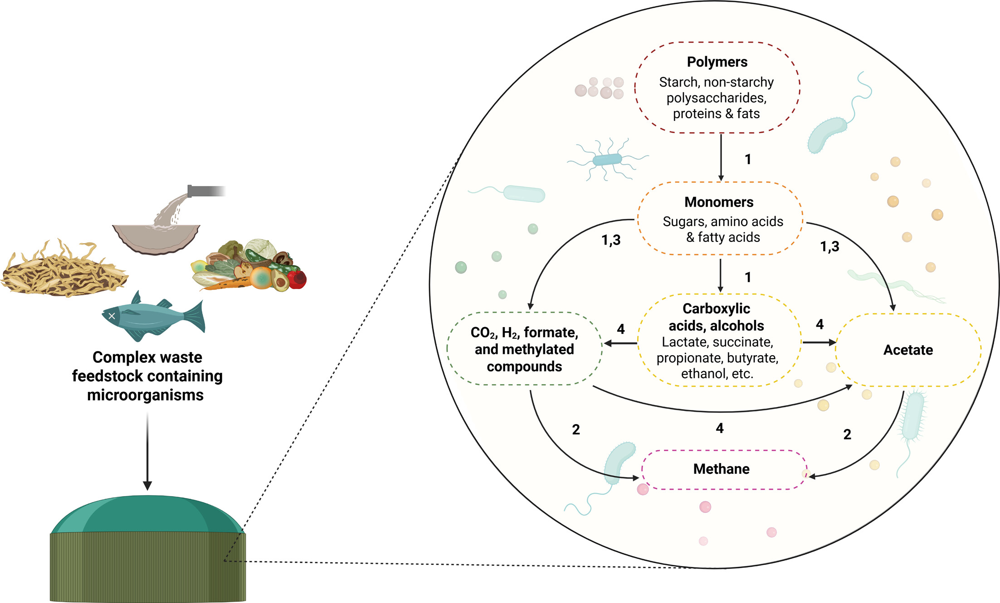 Complex waste
feedstock containing
microorganisms
Polymers
Starch, non-starchy
polysaccharides,
proteins & fats
1
Monomers
Sugars, amino acids
& fatty acids
1,3
1,3
1
CO₂, H₂, formate,
and methylated
compounds
4
Carboxylic
acids, alcohols
Lactate, succinate,
propionate, butyrate,
ethanol, etc.
4
Acetate
2
4
2
Methane